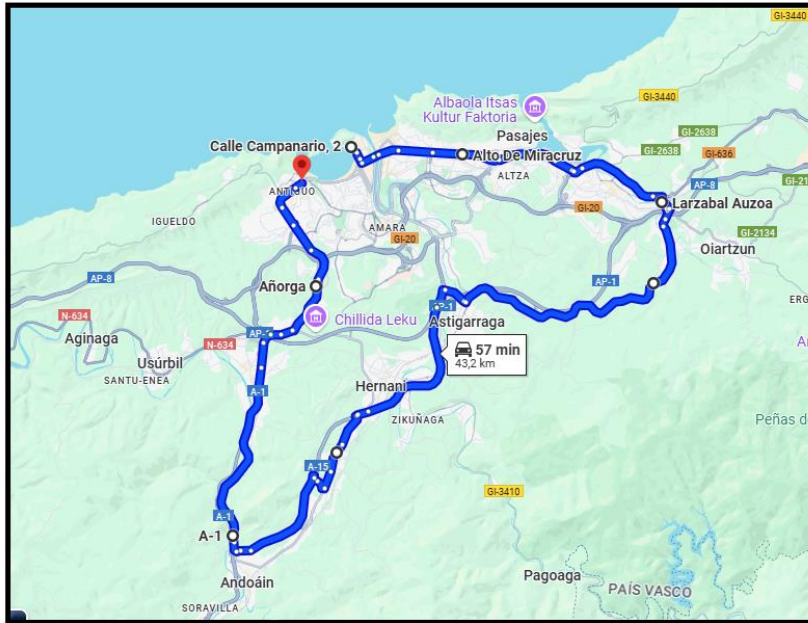 GI-3440
GI-3440
Albaola Itsas
Kultur Faktoria
Pasajes
GI-2638
Calle Campanario, 2
Alto De Miracruz
GI-2638
GI-636
ALTZA
ANTIGUO
AP-8
Larzabal Auzoa
IGUELDO
AMARA
GI-20
GI-20
GI-2134
Oiartzun
AP-8
Añorga
AP-1
N-634
AP-1
Chillida Leku
Astigarraga
Aginaga
N-634
Usúrbil
57 min
43,2 km
SANTU-ENEA
Hernani
A-1
ZIKUÑAGA
Peñas d
A-15
GI-3410
A-1
A-1
Andoáin
Pagoaga
PAÍS VASCO
SORAVILLA